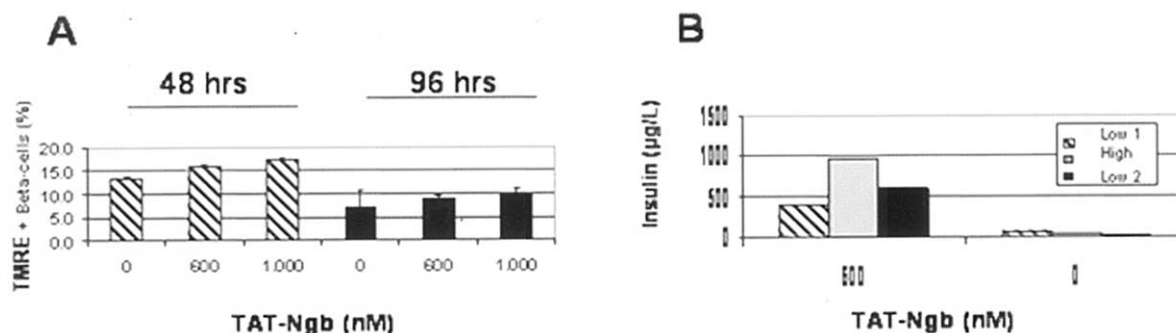 A
48 hrs
96 hrs
TMRE + Beta-cells (%)
20.0
15.0
10.0
5.0
0.0
0 600 1.000 0 600 1.000
TAT-Ngb (nM)
B
Insulin (µg/L)
1500
1000
500
0
Low 1
High
Low 2
600 0
TAT-Ngb (nM)